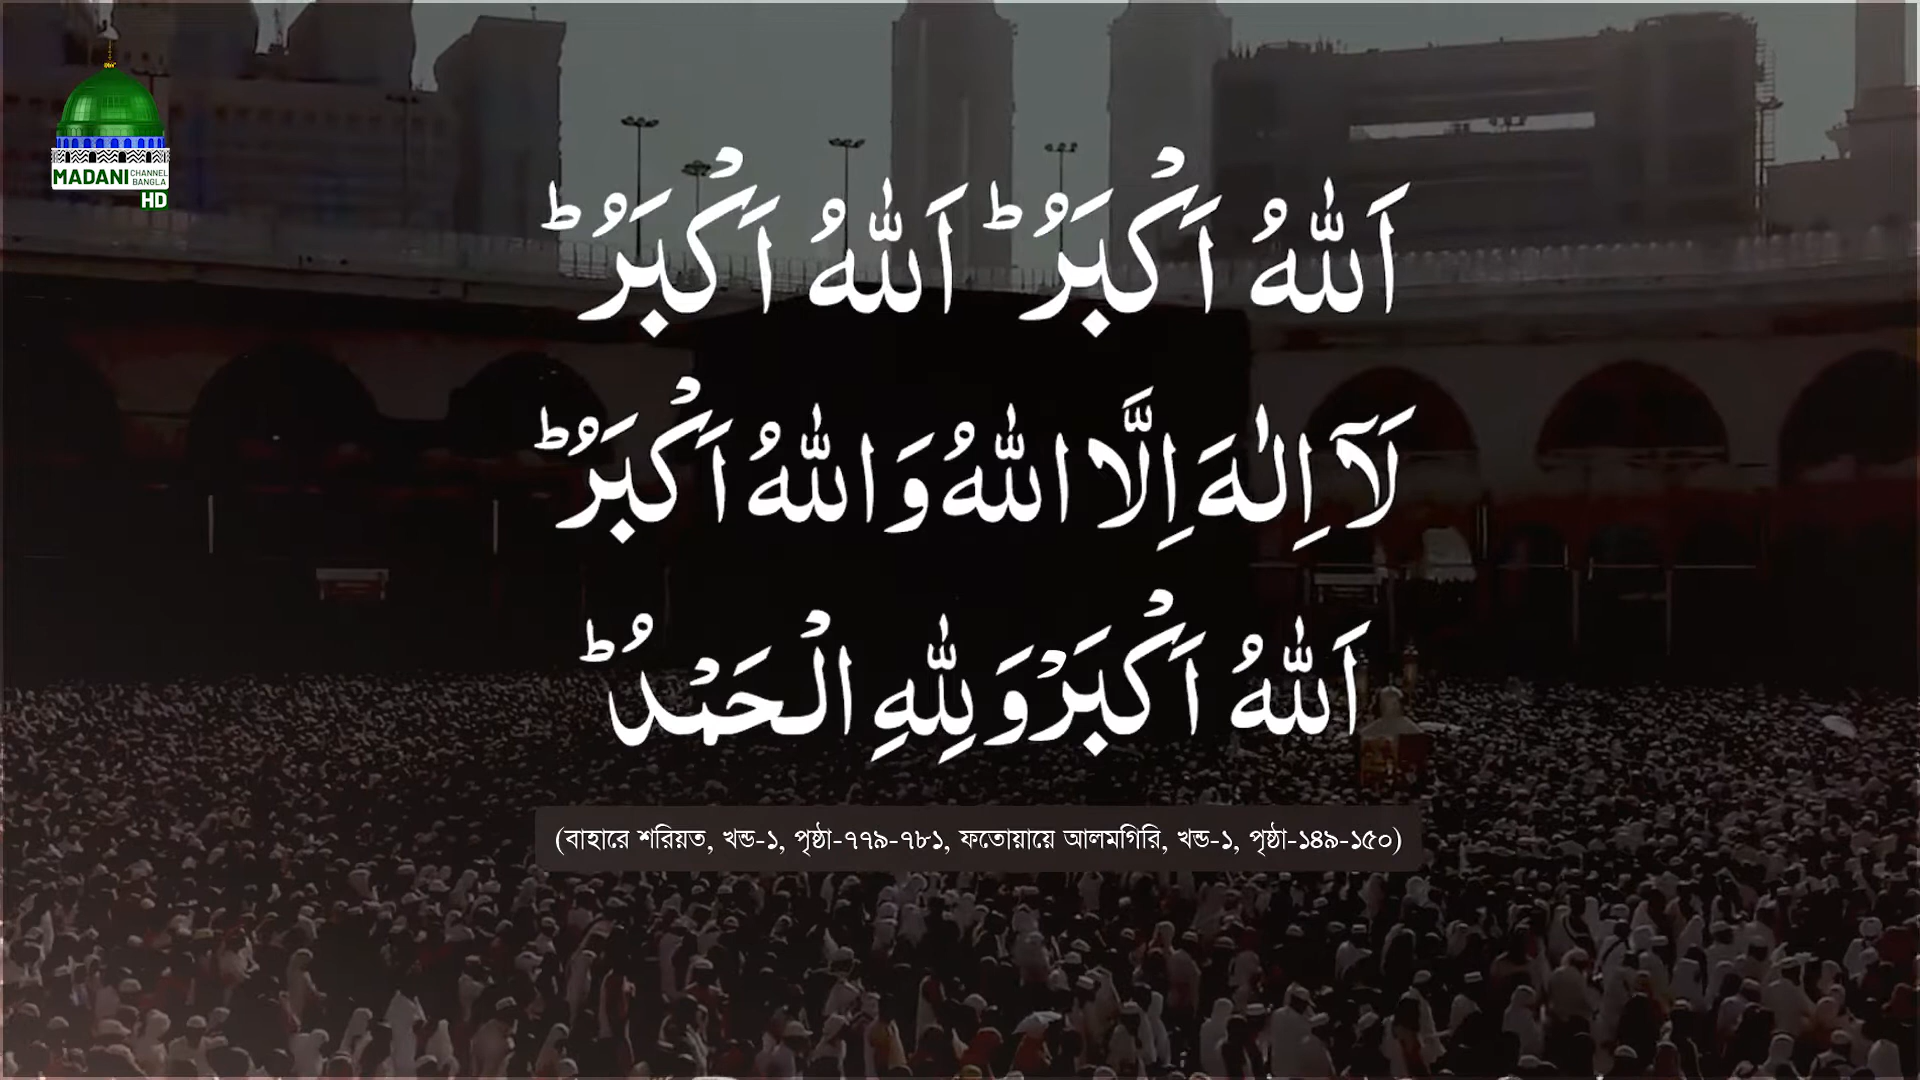 MADANI CHANNEL BANGLA
HD
اَللّٰهُ اَكْبَرُ ؕ اَللّٰهُ اَكْبَرُ ؕ
لَاۤ اِلٰهَ اِلَّا اللّٰهُ وَاللّٰهُ اَكْبَرُ ؕ
اَللّٰهُ اَكْبَرْ وَلِلّٰهِ الْحَمْدُ ؕ
(বাহারে শরিয়ত, খন্ড-১, পৃষ্ঠা-৭৭৯-৭৮১, ফতোয়ায়ে আলমগিরি, খন্ড-১, পৃষ্ঠা-১৪৯-১৫০)